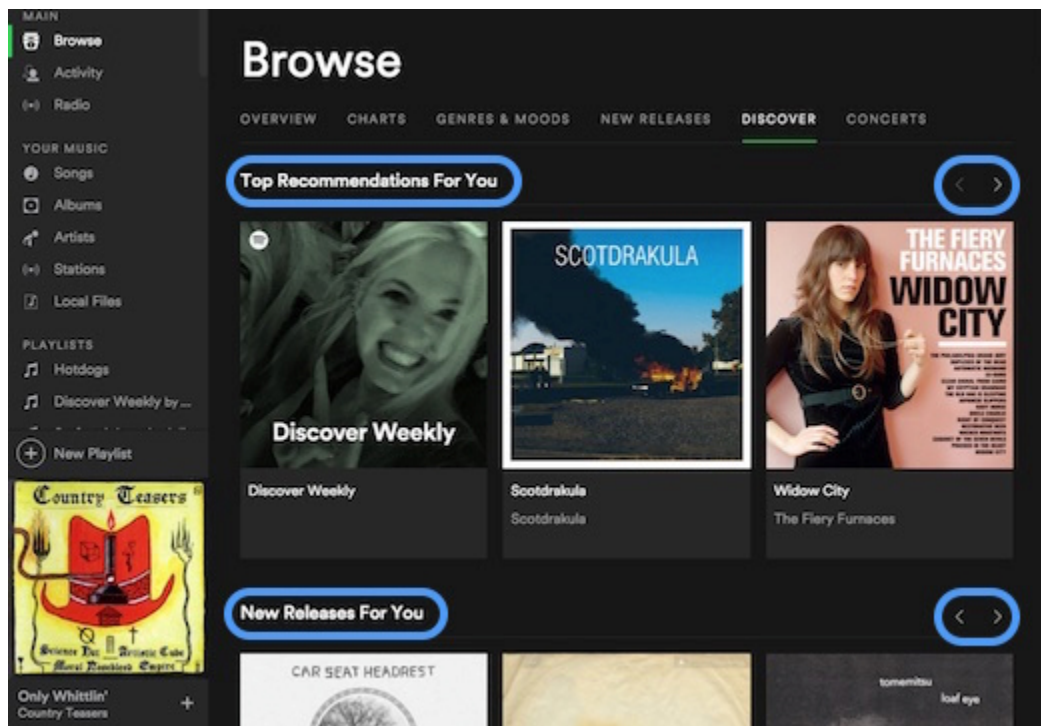 MAIN
Browse
Activity
Radio
YOUR MUSIC
Songs
Albums
Artists
Stations
Local Files
PLAYLISTS
Hotdogs
Discover Weekly by ...
New Playlist
Country Teasers
Science Hat Artistic Cube
Moral Nosebleed Empire
Only Whittlin'
Country Teasers
Browse
OVERVIEW CHARTS GENRES & MOODS NEW RELEASES DISCOVER CONCERTS
Top Recommendations For You
Discover Weekly
SCOTDRAKULA
THE FIERY
FURNACES
WIDOW
CITY
Discover Weekly
Scotdrakula
Scotdrakula
Widow City
The Fiery Furnaces
New Releases For You
CAR SEAT HEADREST
tomemitsu
loaf eye